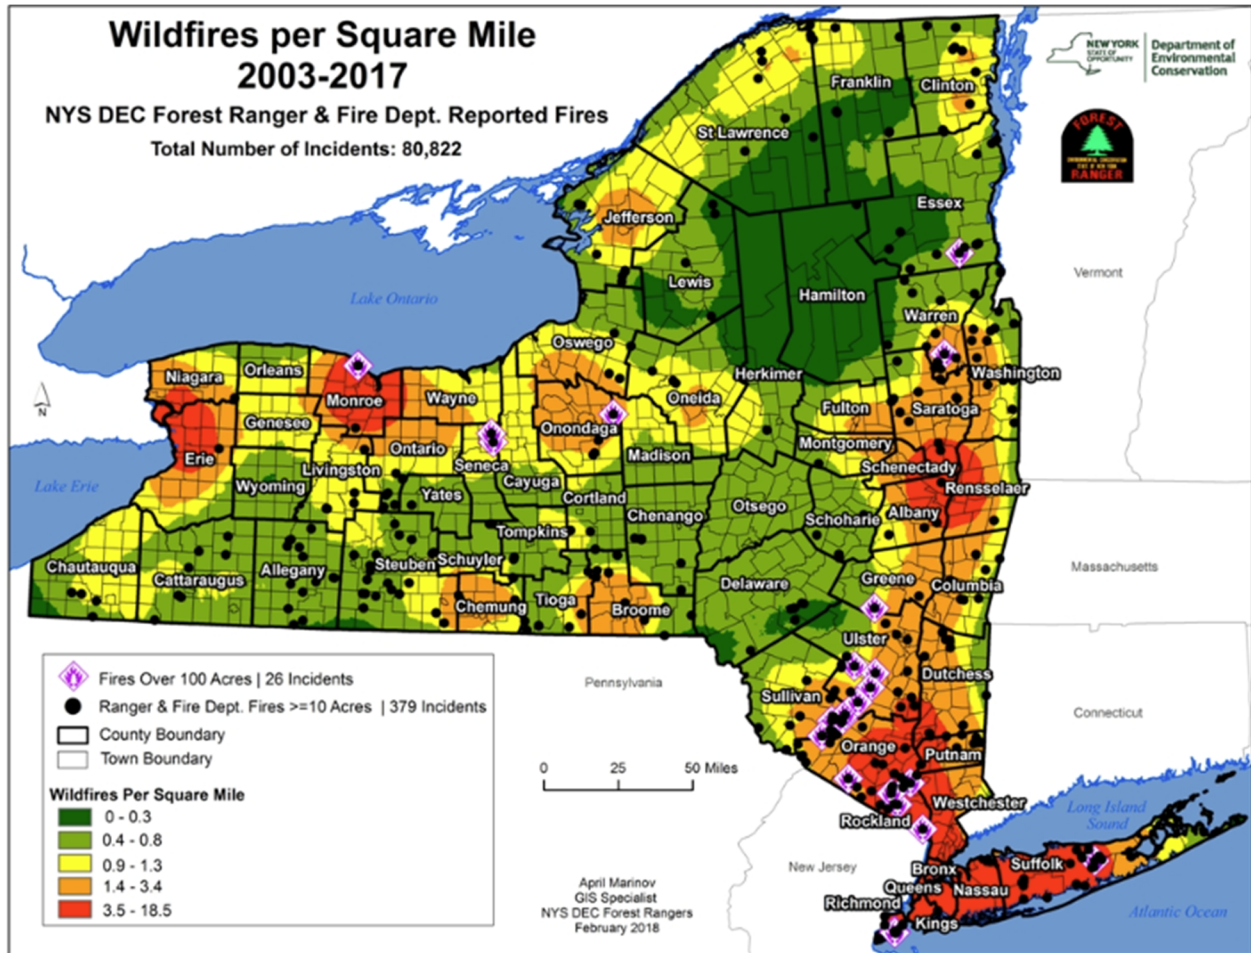 Wildfires per Square Mile
2003-2017
NYS DEC Forest Ranger & Fire Dept. Reported Fires
Total Number of Incidents: 80,822
NEW YORK
STATE OF
OPPORTUNITY
Department of
Environmental
Conservation
FOREST
RANGER
Franklin
Clinton
St Lawrence
Essex
Jefferson
Lewis
Hamilton
Vermont
Lake Ontario
Warren
Oswego
Herkimer
Washington
Niagara
Orleans
Monroe
Wayne
Oneida
Fulton
Saratoga
Genesee
Onondaga
Montgomery
Ontario
Erie
Livingston
Seneca
Madison
Schenectady
Lake Erie
Wyoming
Yates
Cayuga
Cortland
Rensselaer
Otsego
Schoharie
Albany
Chenango
Tompkins
Chautauqua
Cattaraugus
Allegany
Steuben
Schuyler
Massachusetts
Delaware
Greene
Columbia
Chemung
Tioga
Broome
Ulster
Dutchess
Pennsylvania
Sullivan
Connecticut
Orange
Putnam
Westchester
Rockland
Long Island
Sound
New Jersey
Bronx
Suffolk
Queens
Nassau
Richmond
Kings
Atlantic Ocean
N
Fires Over 100 Acres | 26 Incidents
Ranger & Fire Dept. Fires >=10 Acres | 379 Incidents
County Boundary
Town Boundary
Wildfires Per Square Mile
0 - 0.3
0.4 - 0.8
0.9 - 1.3
1.4 - 3.4
3.5 - 18.5
0 25 50 Miles
April Marinov
GIS Specialist
NYS DEC Forest Rangers
February 2018